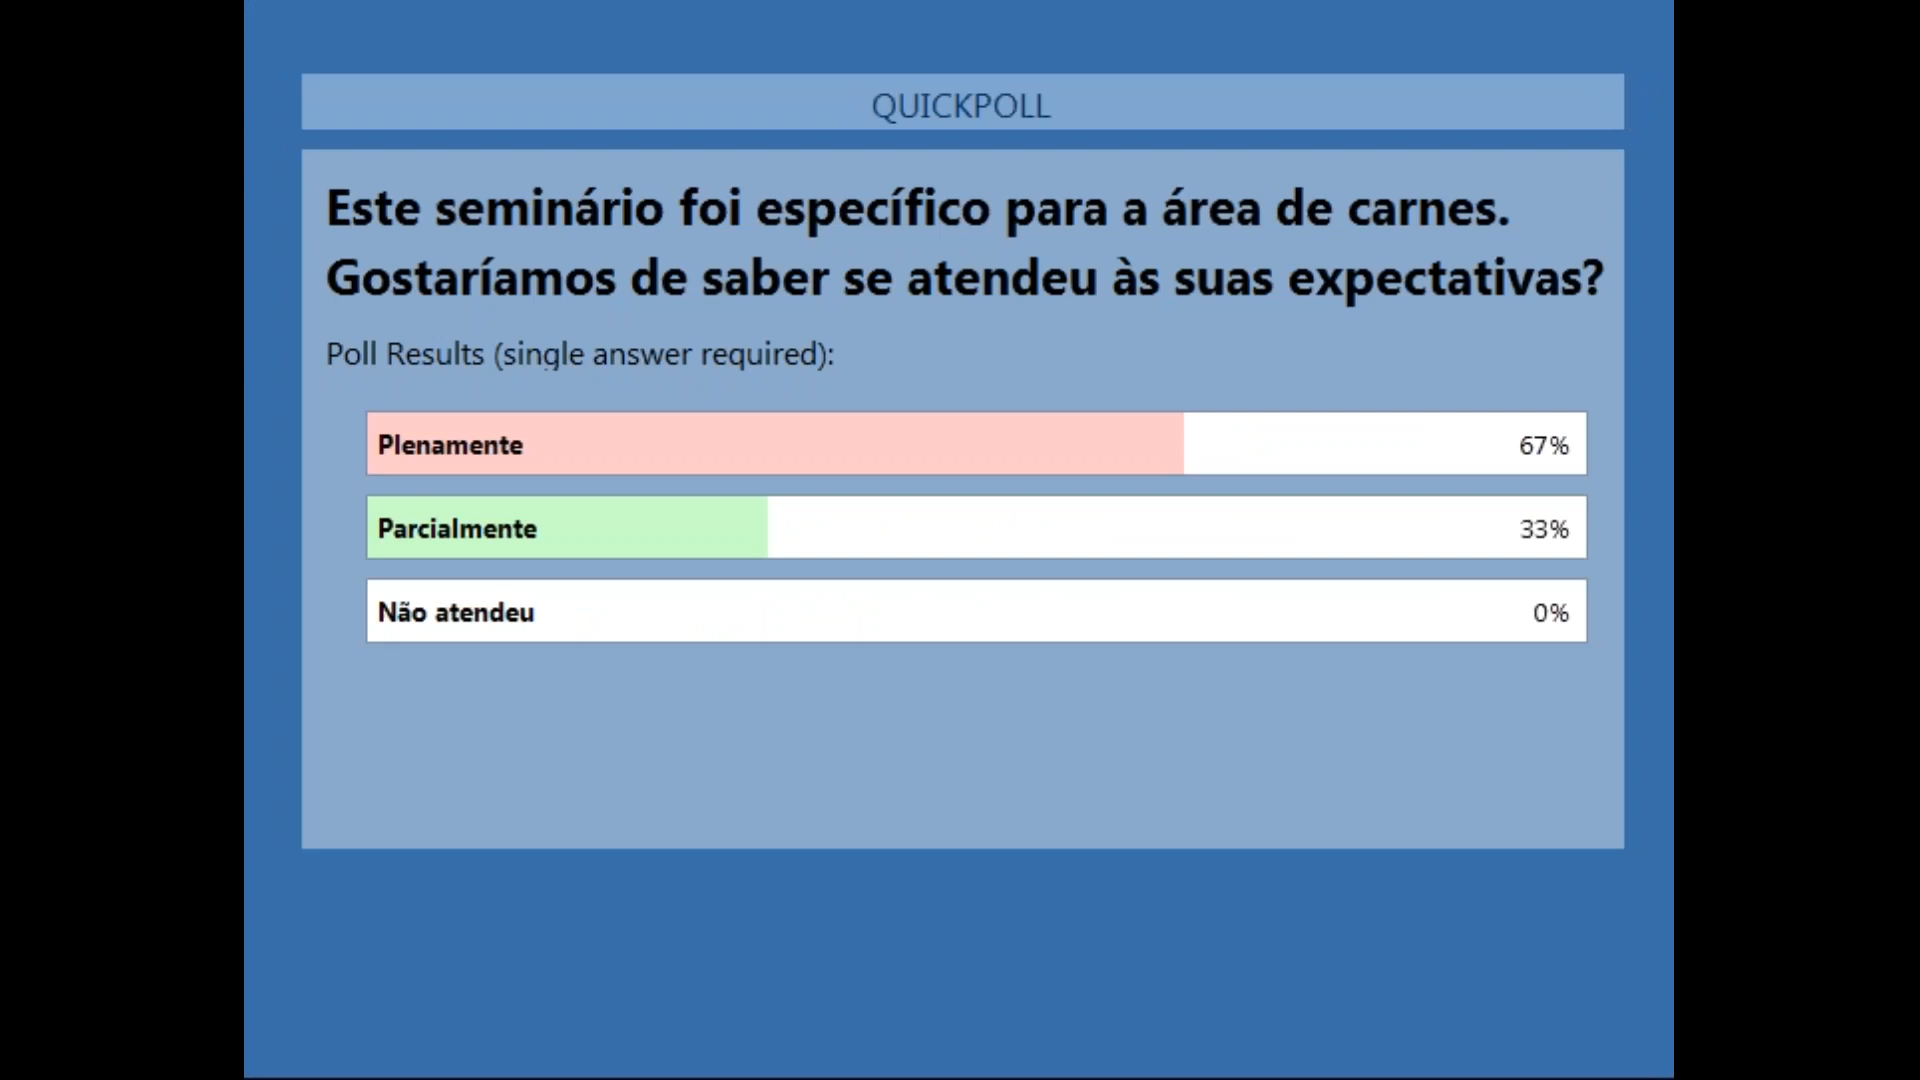 QUICKPOLL
Este seminário foi específico para a área de carnes.
Gostaríamos de saber se atendeu às suas expectativas?
Poll Results (single answer required):
Plenamente 67%
Parcialmente 33%
Não atendeu 0%